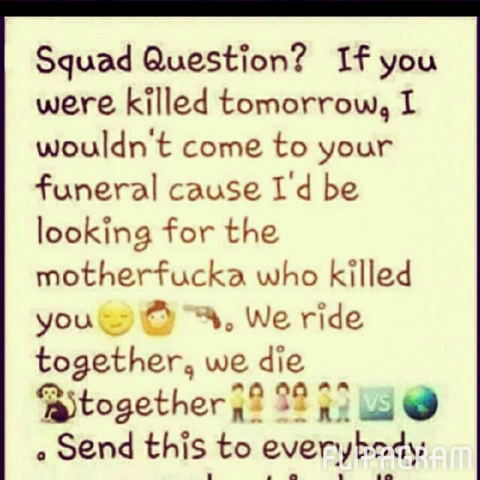 Squad Question? If you
were killed tomorrow, I
wouldn't come to your
funeral cause I'd be
looking for the
motherfucka who killed
you😔🙆🔫. We ride
together, we die
🐒together👫👭👬🆚🌏
. Send this to everybody
FLIPAGRAM